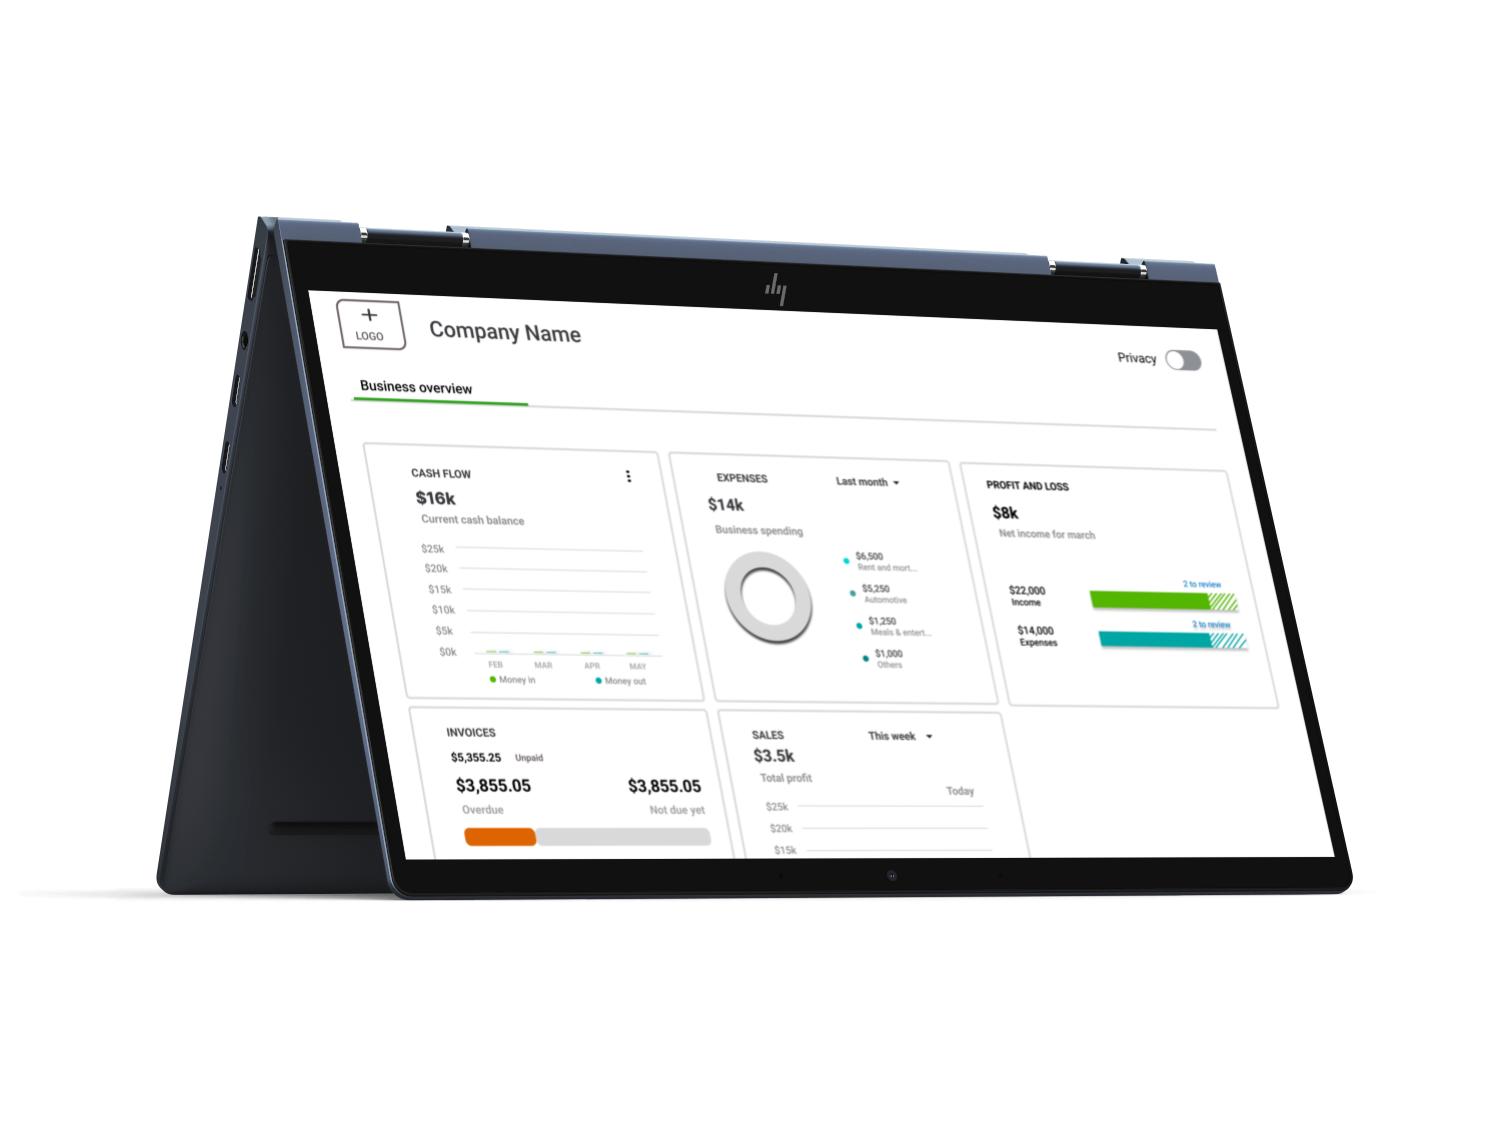 +
LOGO
Company Name
Privacy
Business overview
CASH FLOW
$16k
Current cash balance
$25k
$20k
$15k
$10k
$5k
$0k
FEB MAR APR MAY
Money in Money out
EXPENSES Last month
$14k
Business spending
$6,500
Rent and mort...
$5,250
Automotive
$1,250
Meals & entert...
$1,000
Others
PROFIT AND LOSS
$8k
Net income for march
2 to review
$22,000
Income
2 to review
$14,000
Expenses
INVOICES
$5,355.25 Unpaid
$3,855.05 $3,855.05
Overdue Not due yet
SALES This week
$3.5k
Total profit
Today
$25k
$20k
$15k